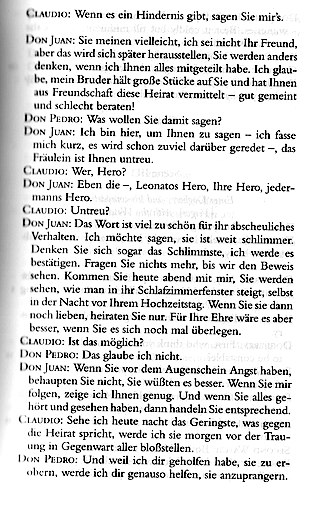 CLAUDIO: Wenn es ein Hindernis gibt, sagen Sie mir's.
DON JUAN: Sie meinen vielleicht, ich sei nicht Ihr Freund,
aber das wird sich später herausstellen, Sie werden anders
denken, wenn ich Ihnen alles mitgeteilt habe. Ich glau-
be, mein Bruder hält große Stücke auf Sie und hat Ihnen
aus Freundschaft diese Heirat vermittelt – gut gemeint
und schlecht beraten!
DON PEDRO: Was wollen Sie damit sagen?
DON JUAN: Ich bin hier, um Ihnen zu sagen – ich fasse
mich kurz, es wird schon zuviel darüber geredet –, das
Fräulein ist Ihnen untreu.
CLAUDIO: Wer, Hero?
DON JUAN: Eben die –, Leonatos Hero, Ihre Hero, jeder-
manns Hero.
CLAUDIO: Untreu?
DON JUAN: Das Wort ist viel zu schön für ihr abscheuliches
Verhalten. Ich möchte sagen, sie ist weit schlimmer.
Denken Sie sich sogar das Schlimmste, ich werde es
bestätigen. Fragen Sie nichts mehr, bis wir den Beweis
sehen. Kommen Sie heute abend mit mir, Sie werden
sehen, wie man in ihr Schlafzimmerfenster steigt, selbst
in der Nacht vor Ihrem Hochzeitstag. Wenn Sie sie dann
noch lieben, heiraten Sie nur. Für Ihre Ehre wäre es aber
besser, wenn Sie es sich noch mal überlegen.
CLAUDIO: Ist das möglich?
DON PEDRO: Das glaube ich nicht.
DON JUAN: Wenn Sie vor dem Augenschein Angst haben,
behaupten Sie nicht, Sie wüßten es besser. Wenn Sie mir
folgen, zeige ich Ihnen genug. Und wenn Sie alles ge-
hört und gesehen haben, dann handeln Sie entsprechend.
CLAUDIO: Sehe ich heute nacht das Geringste, was gegen
die Heirat spricht, werde ich sie morgen vor der Trau-
ung in Gegenwart aller bloßstellen.
DON PEDRO: Und weil ich dir geholfen habe, sie zu er-
obern, werde ich dir genauso helfen, sie anzuprangern.